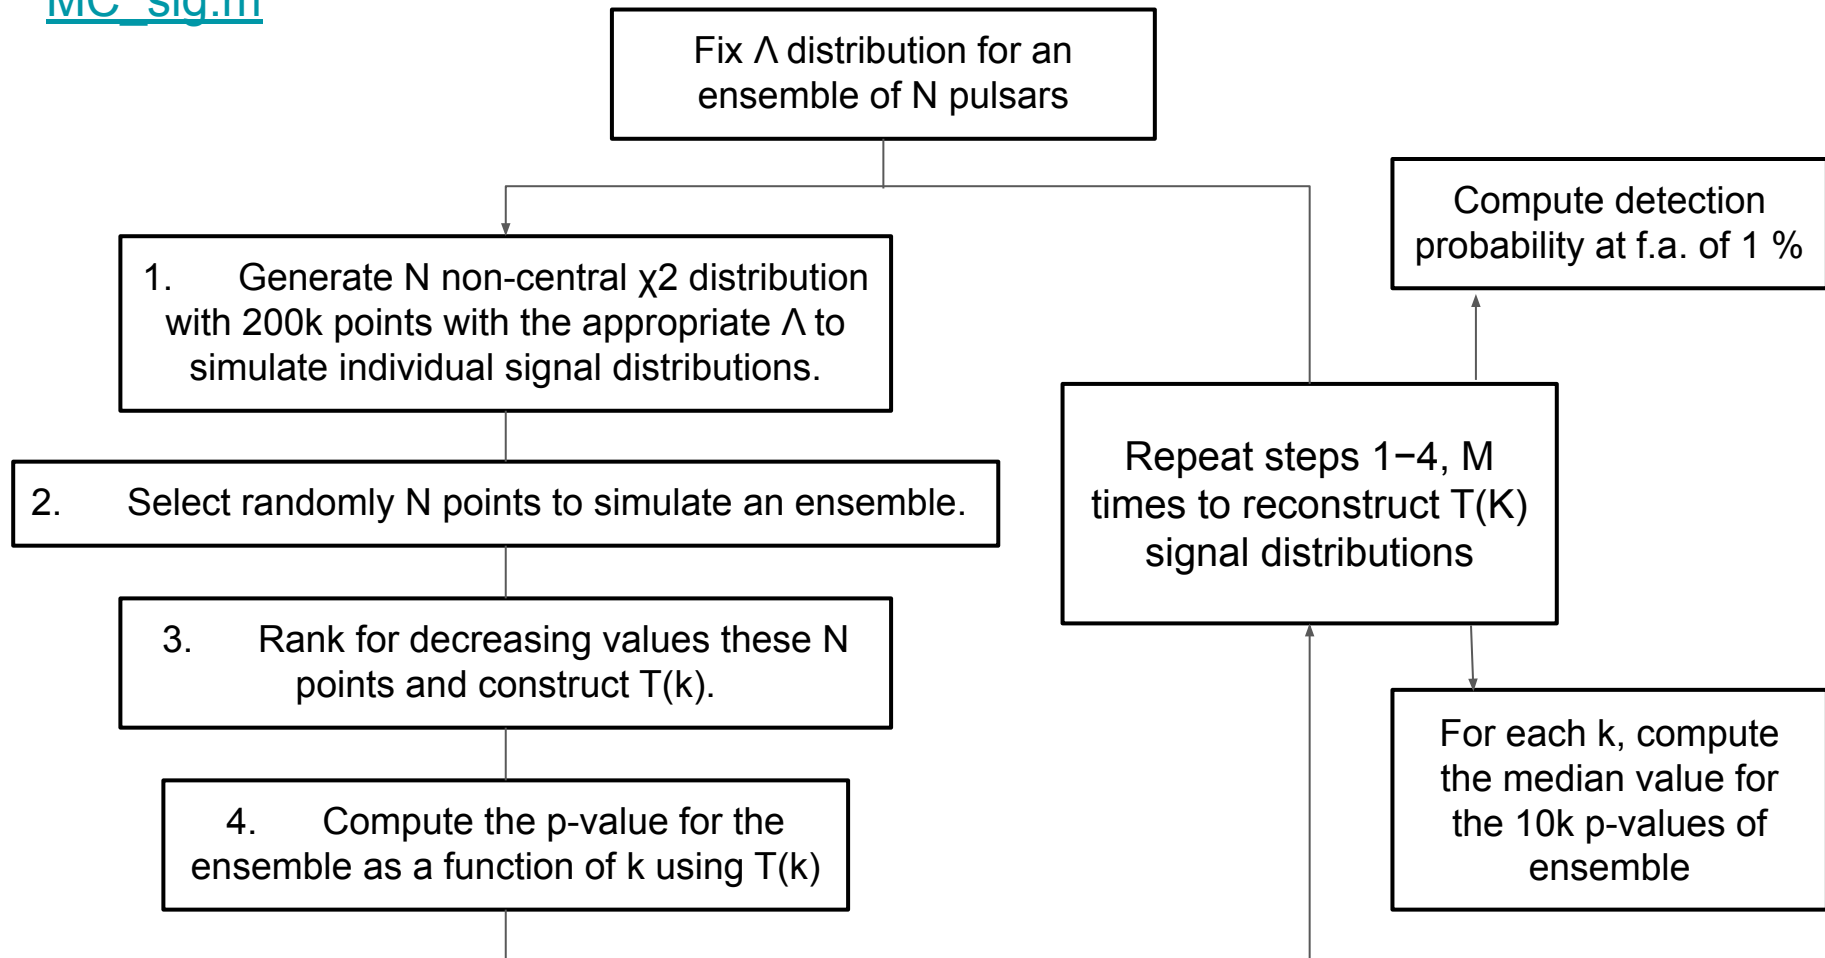 MC_sig.m
Fix Λ distribution for an
ensemble of N pulsars
1. Generate N non-central χ2 distribution
with 200k points with the appropriate Λ to
simulate individual signal distributions.
2. Select randomly N points to simulate an ensemble.
3. Rank for decreasing values these N
points and construct T(k).
4. Compute the p-value for the
ensemble as a function of k using T(k)
Compute detection
probability at f.a. of 1 %
Repeat steps 1−4, M
times to reconstruct T(K)
signal distributions
For each k, compute
the median value for
the 10k p-values of
ensemble